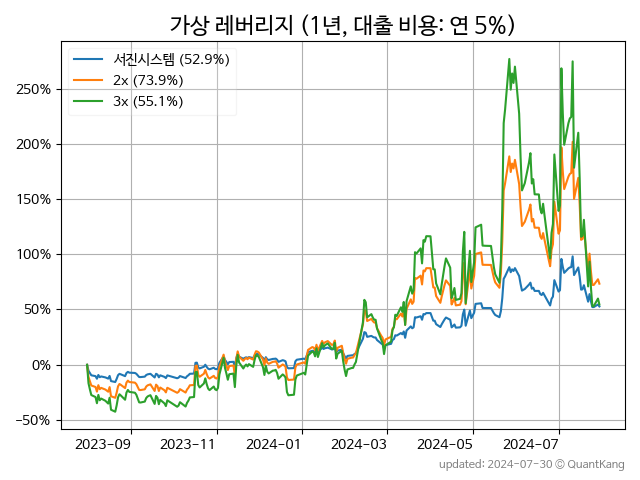 가상 레버리지 (1년, 대출 비용: 연 5%)
서진시스템 (52.9%)
2x (73.9%)
3x (55.1%)
250%
200%
150%
100%
50%
0%
−50%
2023-09
2023-11
2024-01
2024-03
2024-05
2024-07
updated: 2024-07-30 © QuantKang